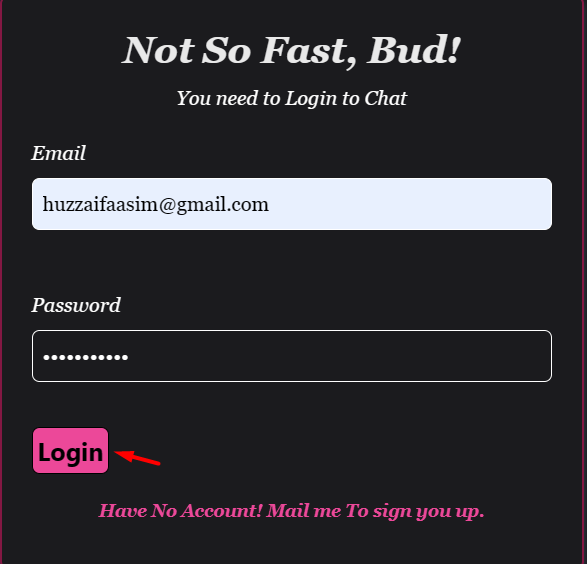 Not So Fast, Bud!
You need to Login to Chat
Email
huzzaifaasim@gmail.com
Password
•••••••••••
Login
Have No Account! Mail me To sign you up.